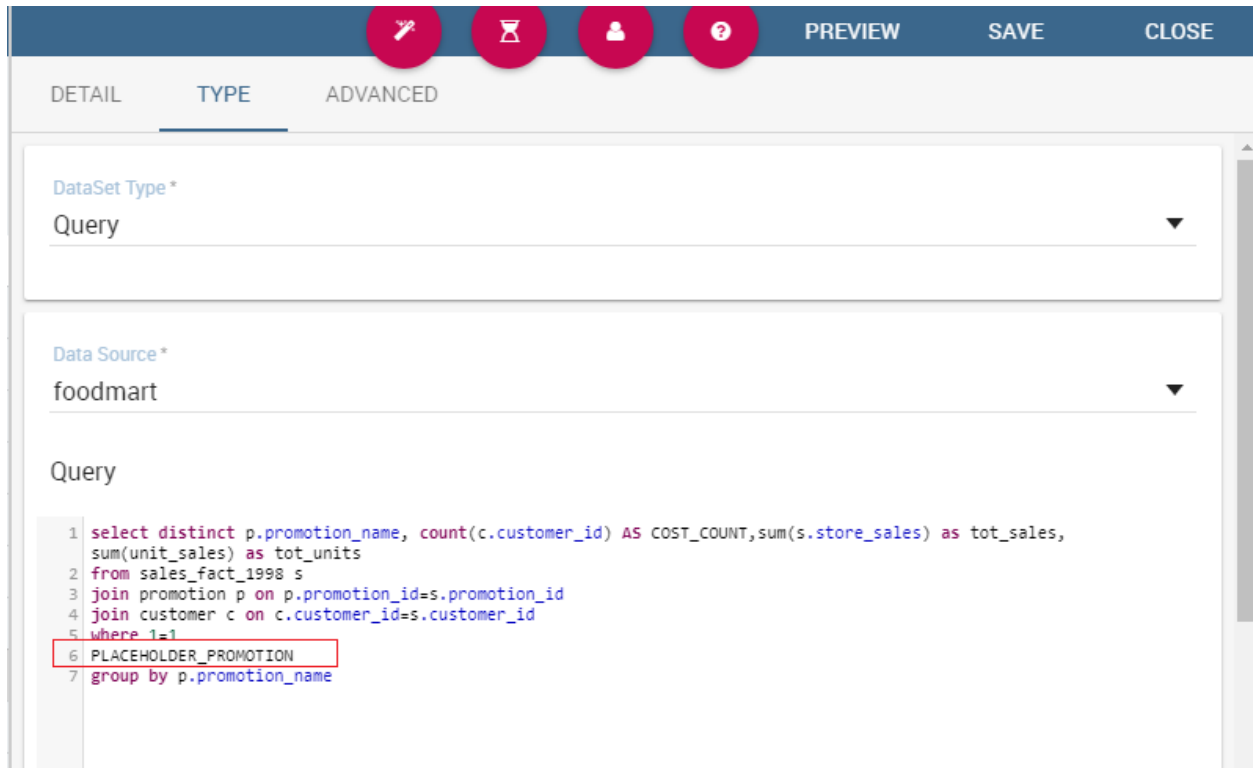 PREVIEW SAVE CLOSE
DETAIL TYPE ADVANCED
DataSet Type *
Query
Data Source *
foodmart
Query
1 select distinct p.promotion_name, count(c.customer_id) AS COST_COUNT,sum(s.store_sales) as tot_sales,
sum(unit_sales) as tot_units
2 from sales_fact_1998 s
3 join promotion p on p.promotion_id=s.promotion_id
4 join customer c on c.customer_id=s.customer_id
5 where 1=1
6 PLACEHOLDER_PROMOTION
7 group by p.promotion_name